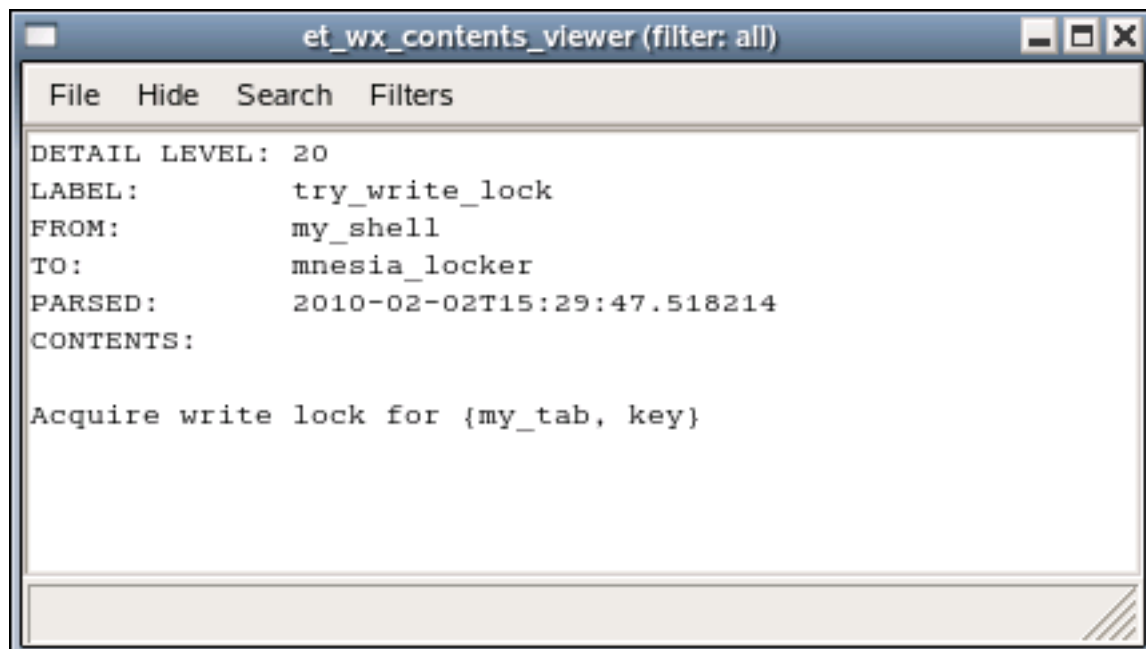 et_wx_contents_viewer (filter: all)
File Hide Search Filters
DETAIL LEVEL: 20
LABEL: try_write_lock
FROM: my_shell
TO: mnesia_locker
PARSED: 2010-02-02T15:29:47.518214
CONTENTS:
Acquire write lock for {my_tab, key}